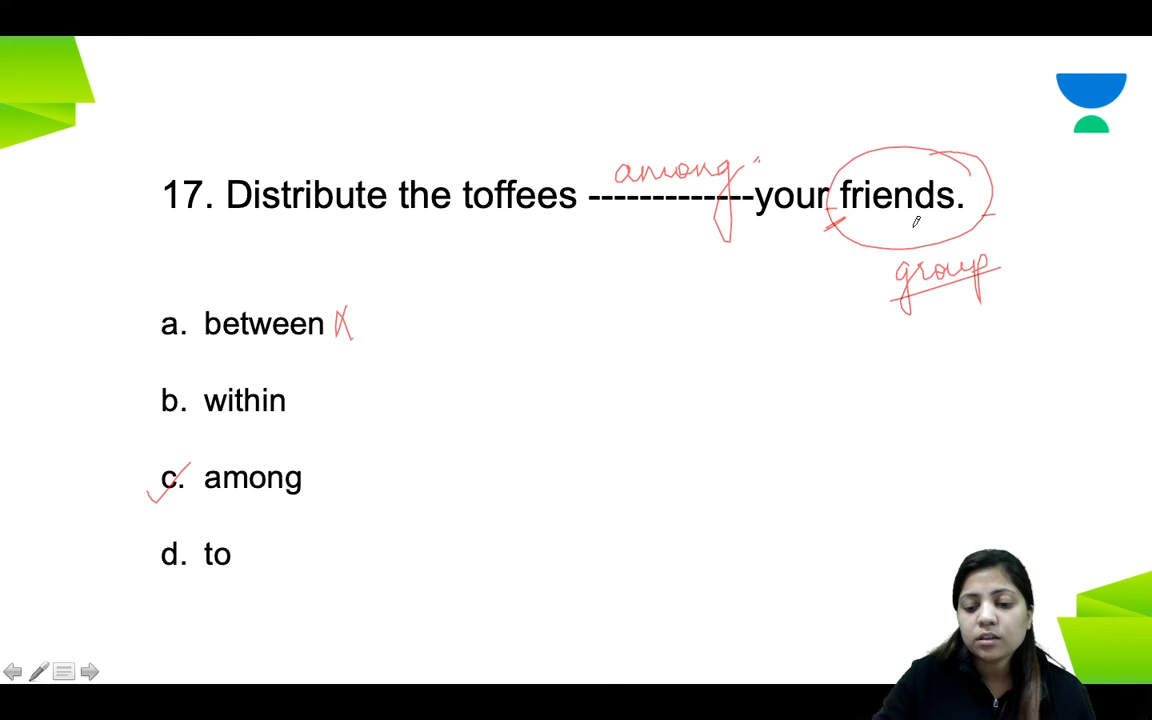 among
17. Distribute the toffees -------------your friends.
group
a. between
b. within
c. among
d. to